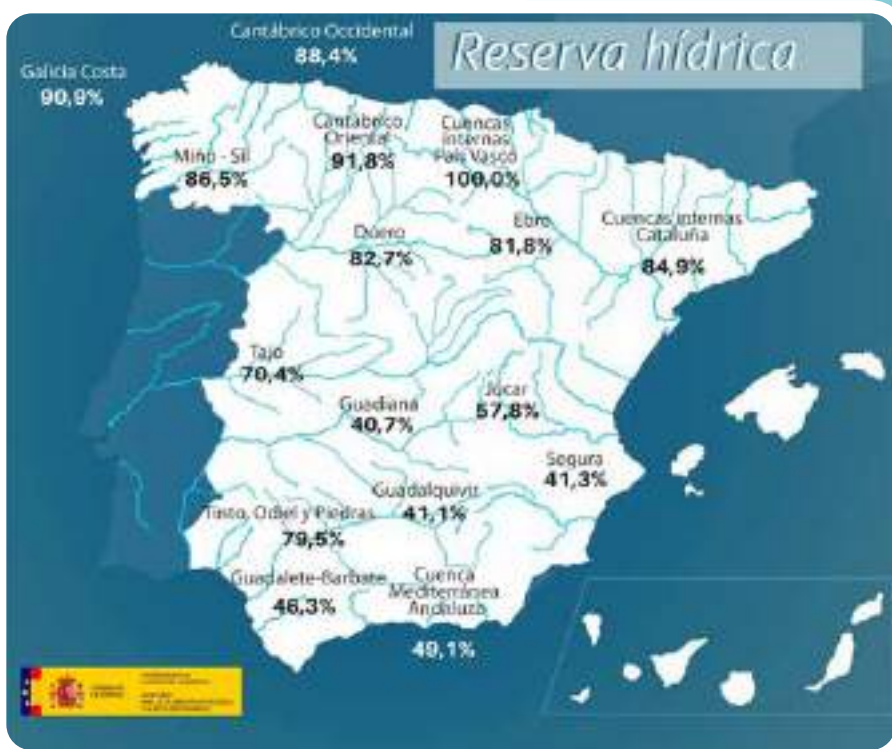 Cantábrico Occidental
88,4%
Reserva hídrica
Galicia Costa
90,9%
Cantábrico
Oriental
91,8%
Cuencas
internas
País Vasco
100,0%
Miño - Sil
86,5%
Duero
82,7%
Ebro
81,8%
Cuencas internas
Cataluña
84,9%
Tajo
70,4%
Guadiana
40,7%
Júcar
57,8%
Segura
41,3%
Guadalquivir
41,1%
Tinto, Odiel y Piedras
79,5%
Guadalete-Barbate
46,3%
Cuenca
Mediterránea
Andaluza
49,1%